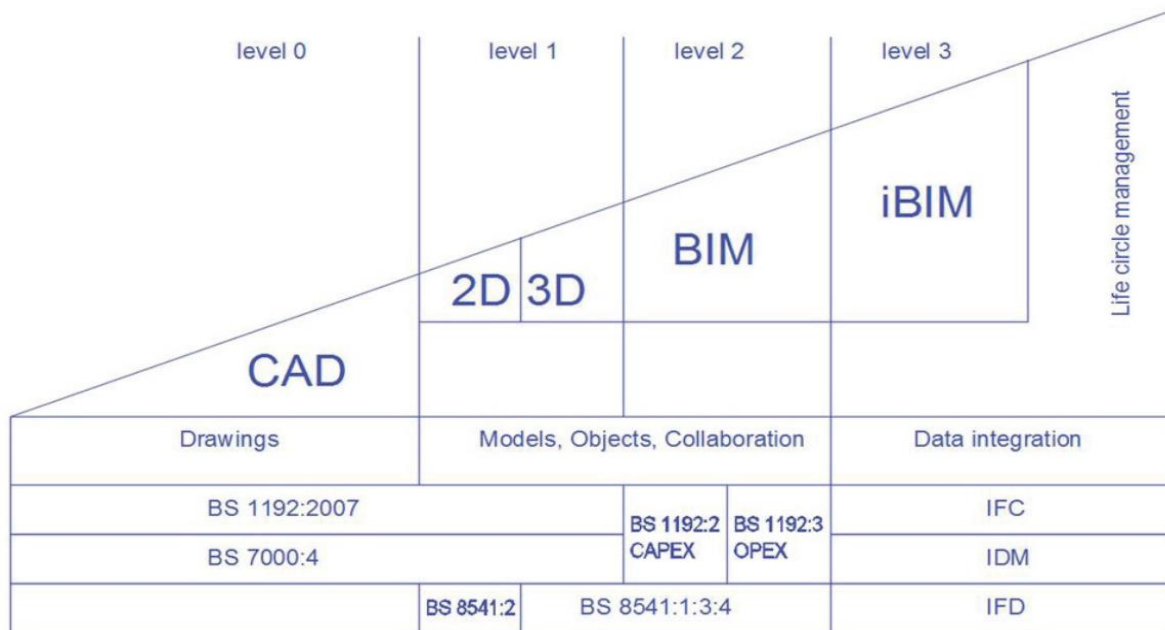 level 0
level 1
level 2
level 3
CAD
2D
3D
BIM
iBIM
Life circle management
Drawings
Models, Objects, Collaboration
Data integration
BS 1192:2007
BS 1192:2
CAPEX
BS 1192:3
OPEX
IFC
BS 7000:4
IDM
BS 8541:2
BS 8541:1:3:4
IFD